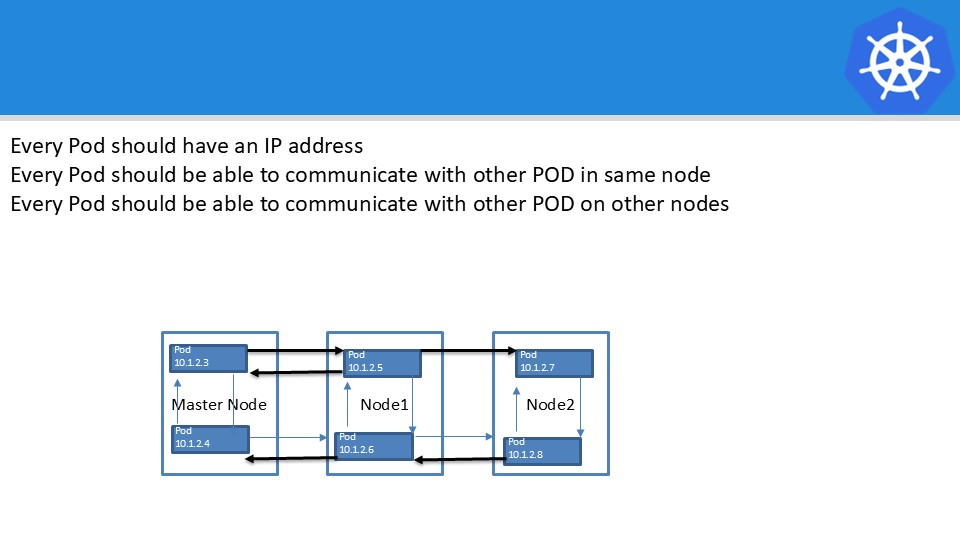 Every Pod should have an IP address
Every Pod should be able to communicate with other POD in same node
Every Pod should be able to communicate with other POD on other nodes
Pod
10.1.2.3
Pod
10.1.2.5
Pod
10.1.2.7
Master Node
Node1
Node2
Pod
10.1.2.4
Pod
10.1.2.6
Pod
10.1.2.8